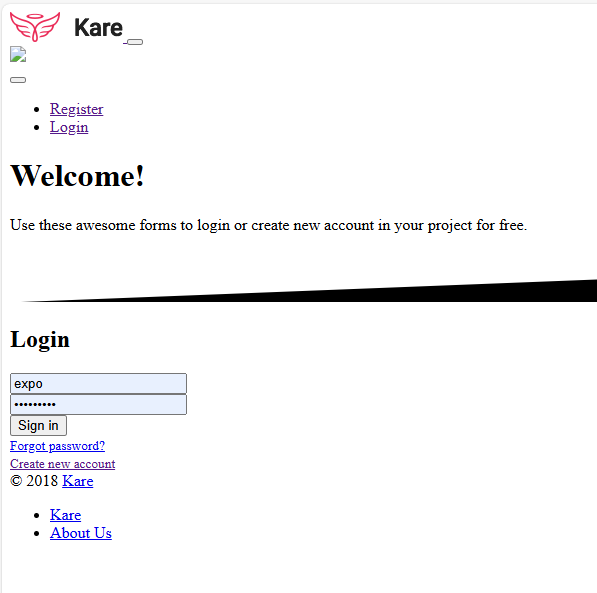 Kare
Register
Login
Welcome!
Use these awesome forms to login or create new account in your project for free.
Login
expo
•••••••••
Sign in
Forgot password?
Create new account
© 2018 Kare
Kare
About Us